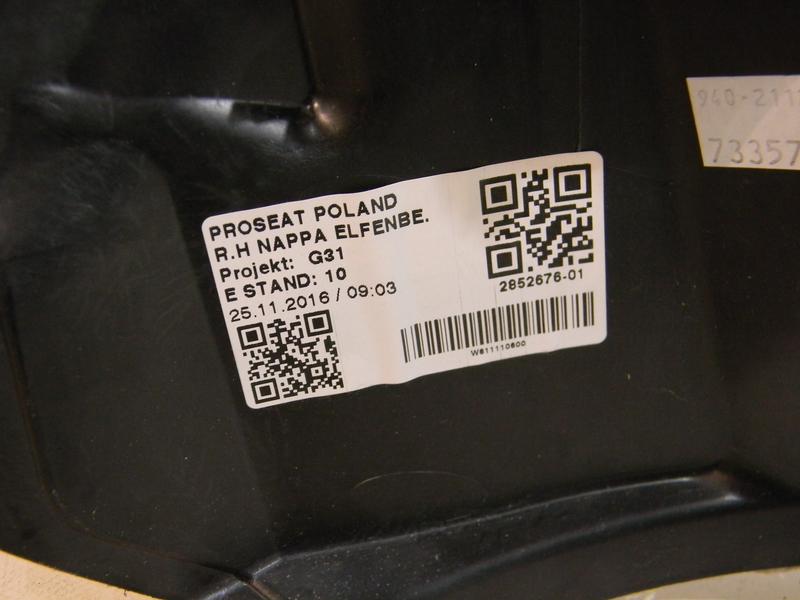 PROSEAT POLAND
R.H NAPPA ELFENBE.
Projekt: G31
E STAND: 10
25.11.2016 / 09:03
2852676-01
W611110600
940-211
73357